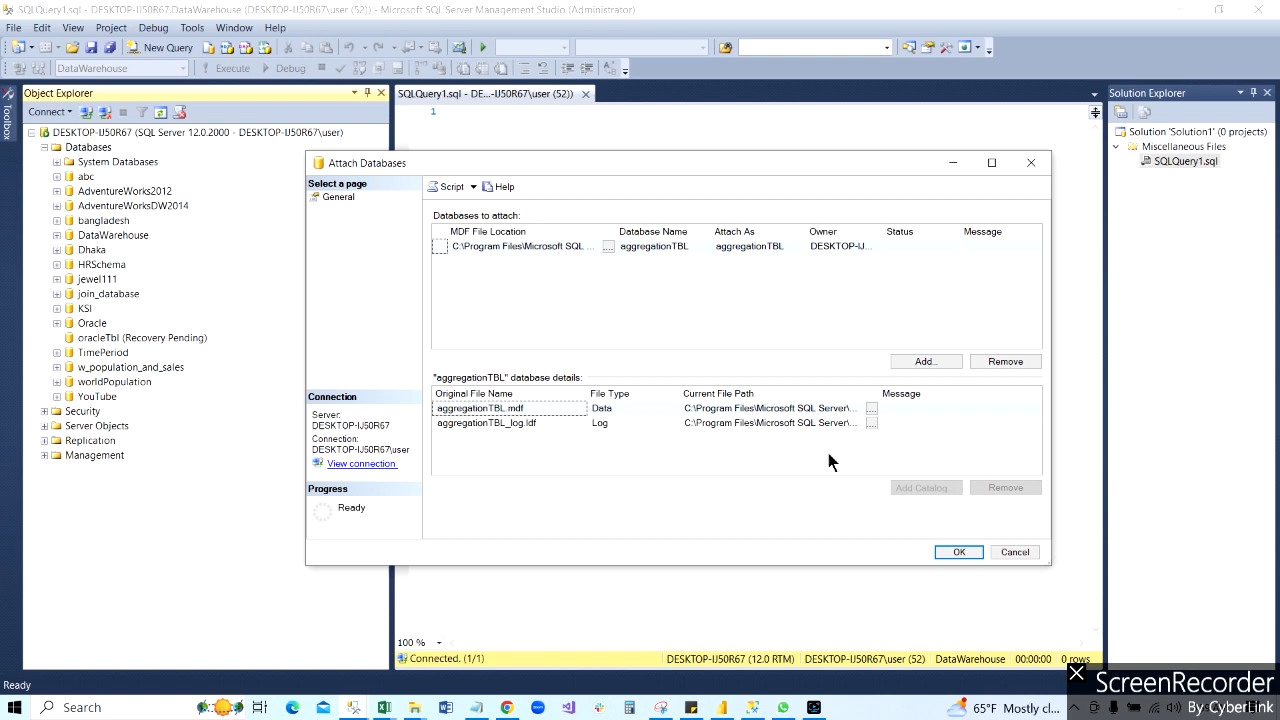 SQLQuery1.sql - DESKTOP-IJ50R67.DataWarehouse (DESKTOP-IJ50R67\user (52)) - Microsoft SQL Server Management Studio (Administrator)
File Edit View Project Debug Tools Window Help
New Query
DataWarehouse Execute Debug
Toolbox
Object Explorer
Connect
DESKTOP-IJ50R67 (SQL Server 12.0.2000 - DESKTOP-IJ50R67\user)
Databases
System Databases
abc
AdventureWorks2012
AdventureWorksDW2014
bangladesh
DataWarehouse
Dhaka
HRSchema
jewel111
join_database
KSI
Oracle
oracleTbl (Recovery Pending)
TimePeriod
w_population_and_sales
worldPopulation
YouTube
Security
Server Objects
Replication
Management
SQLQuery1.sql - DE...-IJ50R67\user (52))
1
Attach Databases
Select a page
General
Script Help
Databases to attach:
MDF File Location Database Name Attach As Owner Status Message
C:\Program Files\Microsoft SQL ... ... aggregationTBL aggregationTBL DESKTOP-IJ...
Add... Remove
"aggregationTBL" database details:
Original File Name File Type Current File Path Message
aggregationTBL.mdf Data C:\Program Files\Microsoft SQL Server\... ...
aggregationTBL_log.ldf Log C:\Program Files\Microsoft SQL Server\... ...
Add Catalog... Remove
Connection
Server:
DESKTOP-IJ50R67
Connection:
DESKTOP-IJ50R67\user
View connection
Progress
Ready
OK Cancel
Solution Explorer
Solution 'Solution1' (0 projects)
Miscellaneous Files
SQLQuery1.sql
100 %
Connected. (1/1) DESKTOP-IJ50R67 (12.0 RTM) DESKTOP-IJ50R67\user (52) DataWarehouse 00:00:00 0 rows
Ready
ScreenRecorder
By CyberLink
Search
65°F Mostly cl...